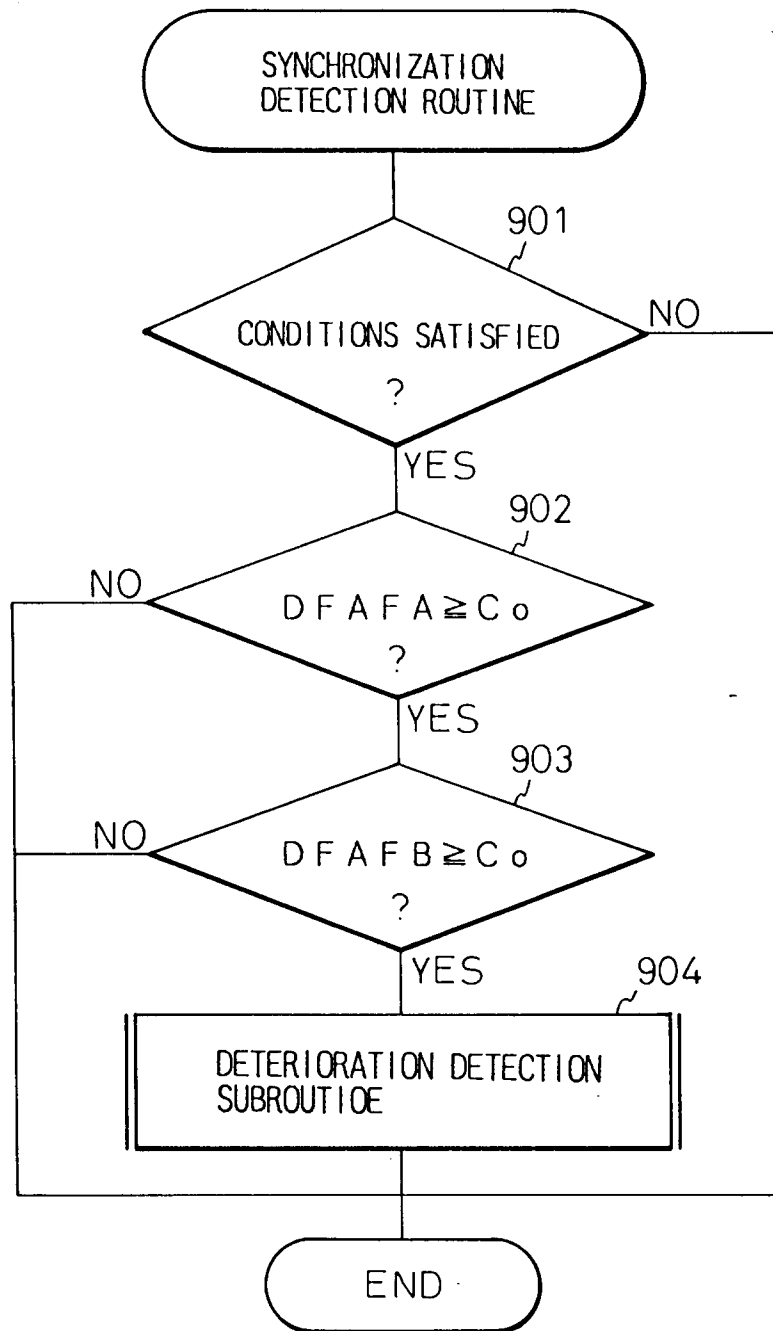 SYNCHRONIZATION
DETECTION ROUTINE
901
CONDITIONS SATISFIED
?
NO
YES
902
NO
DFAFA≧Co
?
YES
903
NO
DFAFB≧Co
?
YES
904
DETERIORATION DETECTION
SUBROUTIOE
END